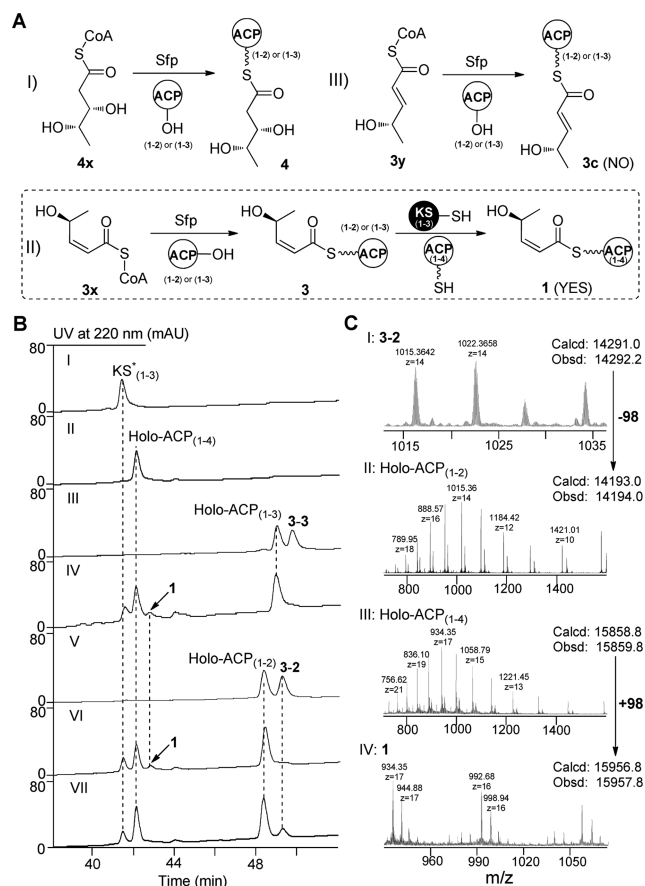 A
CoA
S
O
I)
OH
HO
4x
Sfp
ACP
OH
(1-2) or (1-3)
ACP
(1-2) or (1-3)
S
O
OH
HO
4
III)
CoA
S
O
HO
3y
Sfp
ACP
OH
(1-2) or (1-3)
ACP
(1-2) or (1-3)
S
O
HO
3c (NO)
II)
HO
O
S
CoA
3x
Sfp
ACP OH
(1-2) or (1-3)
HO
O
(1-2) or (1-3)
S ACP
3
KS SH
(1-3)
ACP
(1-4)
SH
HO
O
S ACP
(1-4)
1 (YES)
B
UV at 220 nm (mAU)
80
I
KS*(1-3)
0
80
II
Holo-ACP(1-4)
0
80
III
Holo-ACP(1-3) 3-3
0
80
IV
1
0
80
V
Holo-ACP(1-2) 3-2
0
80
VI
1
0
80
VII
0
40 44 48
Time (min)
C
I: 3-2
1015.3642
z=14
1022.3658
z=14
Calcd: 14291.0
Obsd: 14292.2
1015 1025 1035
-98
II: Holo-ACP(1-2)
Calcd: 14193.0
Obsd: 14194.0
789.95
z=18
888.57
z=16
1015.36
z=14
1184.42
z=12
1421.01
z=10
800 1000 1200 1400
III: Holo-ACP(1-4)
Calcd: 15858.8
Obsd: 15859.8
756.62
z=21
836.10
z=19
934.35
z=17
1058.79
z=15
1221.45
z=13
800 1000 1200 1400
+98
IV: 1
Calcd: 15956.8
Obsd: 15957.8
934.35
z=17
944.88
z=17
992.68
z=16
998.94
z=16
960 990 1020 1050
m/z